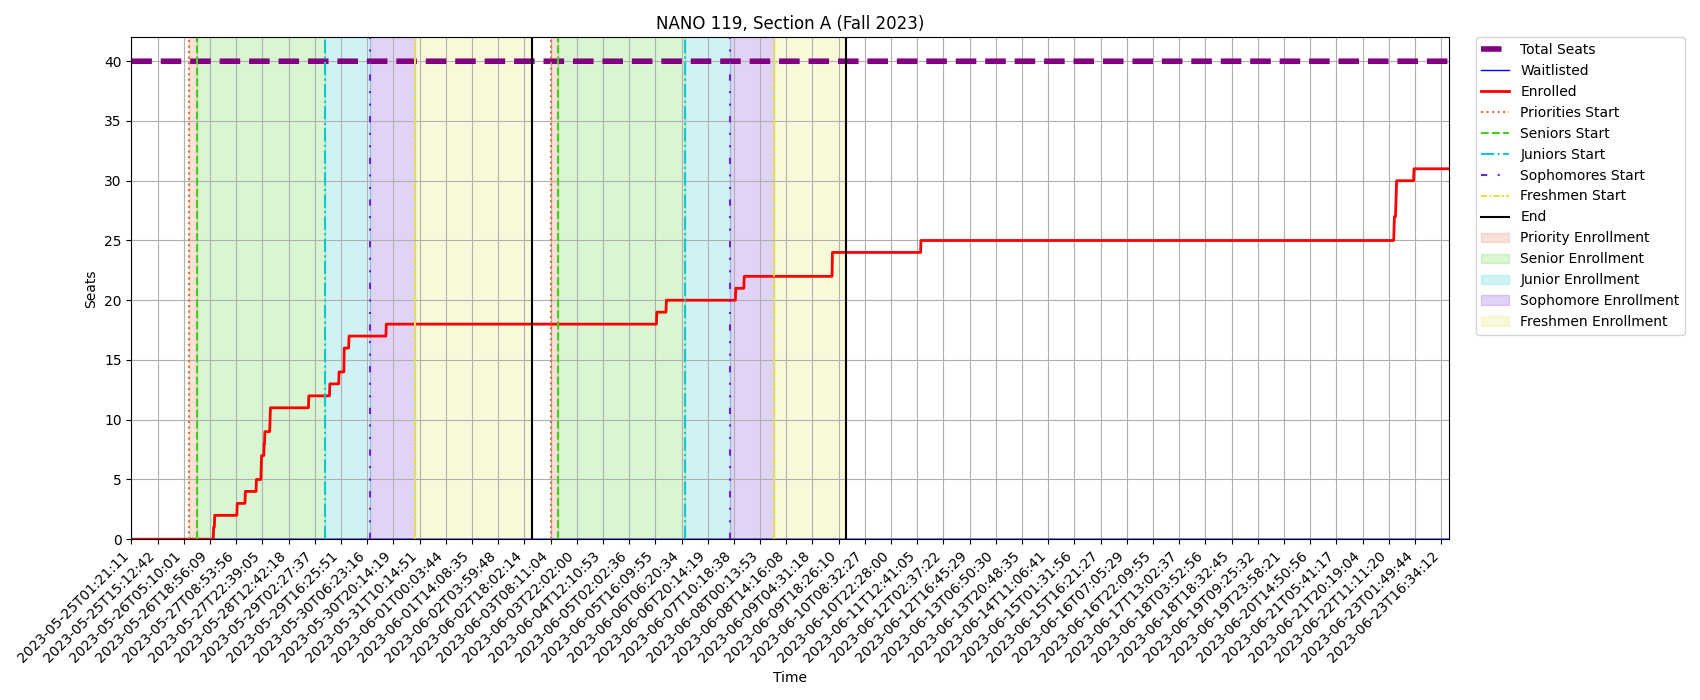 NANO 119, Section A (Fall 2023)
Seats
40
35
30
25
20
15
10
5
0
2023-05-25T01:21:11
2023-05-25T15:12:42
2023-05-26T05:10:01
2023-05-26T18:56:09
2023-05-27T08:53:56
2023-05-27T22:39:05
2023-05-28T12:42:18
2023-05-29T02:27:37
2023-05-29T16:25:51
2023-05-30T06:23:16
2023-05-30T20:14:19
2023-05-31T10:14:51
2023-06-01T00:03:44
2023-06-01T14:08:35
2023-06-02T03:59:48
2023-06-02T18:02:14
2023-06-03T08:11:04
2023-06-03T22:02:00
2023-06-04T12:10:53
2023-06-05T02:02:36
2023-06-05T16:09:55
2023-06-06T06:20:34
2023-06-06T20:14:19
2023-06-07T10:18:38
2023-06-08T00:13:53
2023-06-08T14:16:08
2023-06-09T04:31:18
2023-06-09T18:26:10
2023-06-10T08:32:27
2023-06-10T22:28:00
2023-06-11T12:41:05
2023-06-12T02:37:22
2023-06-12T16:45:29
2023-06-13T06:50:30
2023-06-13T20:48:35
2023-06-14T11:06:41
2023-06-15T01:31:56
2023-06-15T16:21:27
2023-06-16T07:05:29
2023-06-16T22:09:55
2023-06-17T13:02:37
2023-06-18T03:52:56
2023-06-18T18:32:45
2023-06-19T09:25:32
2023-06-19T23:58:21
2023-06-20T14:50:56
2023-06-21T05:41:17
2023-06-21T20:19:04
2023-06-22T11:11:20
2023-06-23T01:49:44
2023-06-23T16:34:12
Time
Total Seats
Waitlisted
Enrolled
Priorities Start
Seniors Start
Juniors Start
Sophomores Start
Freshmen Start
End
Priority Enrollment
Senior Enrollment
Junior Enrollment
Sophomore Enrollment
Freshmen Enrollment